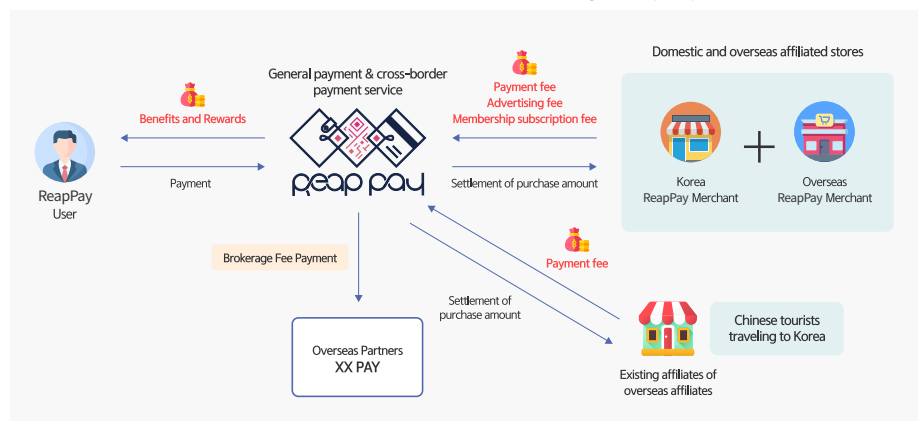 Domestic and overseas affiliated stores
General payment & cross-border
payment service
Payment fee
Advertising fee
Membership subscription fee
Benefits and Rewards
REAP PAY
Payment
Settlement of purchase amount
ReapPay
User
Korea
ReapPay Merchant
Overseas
ReapPay Merchant
Brokerage Fee Payment
Payment fee
Settlement of
purchase amount
Chinese tourists
traveling to Korea
Overseas Partners
XX PAY
Existing affiliates of
overseas affiliates